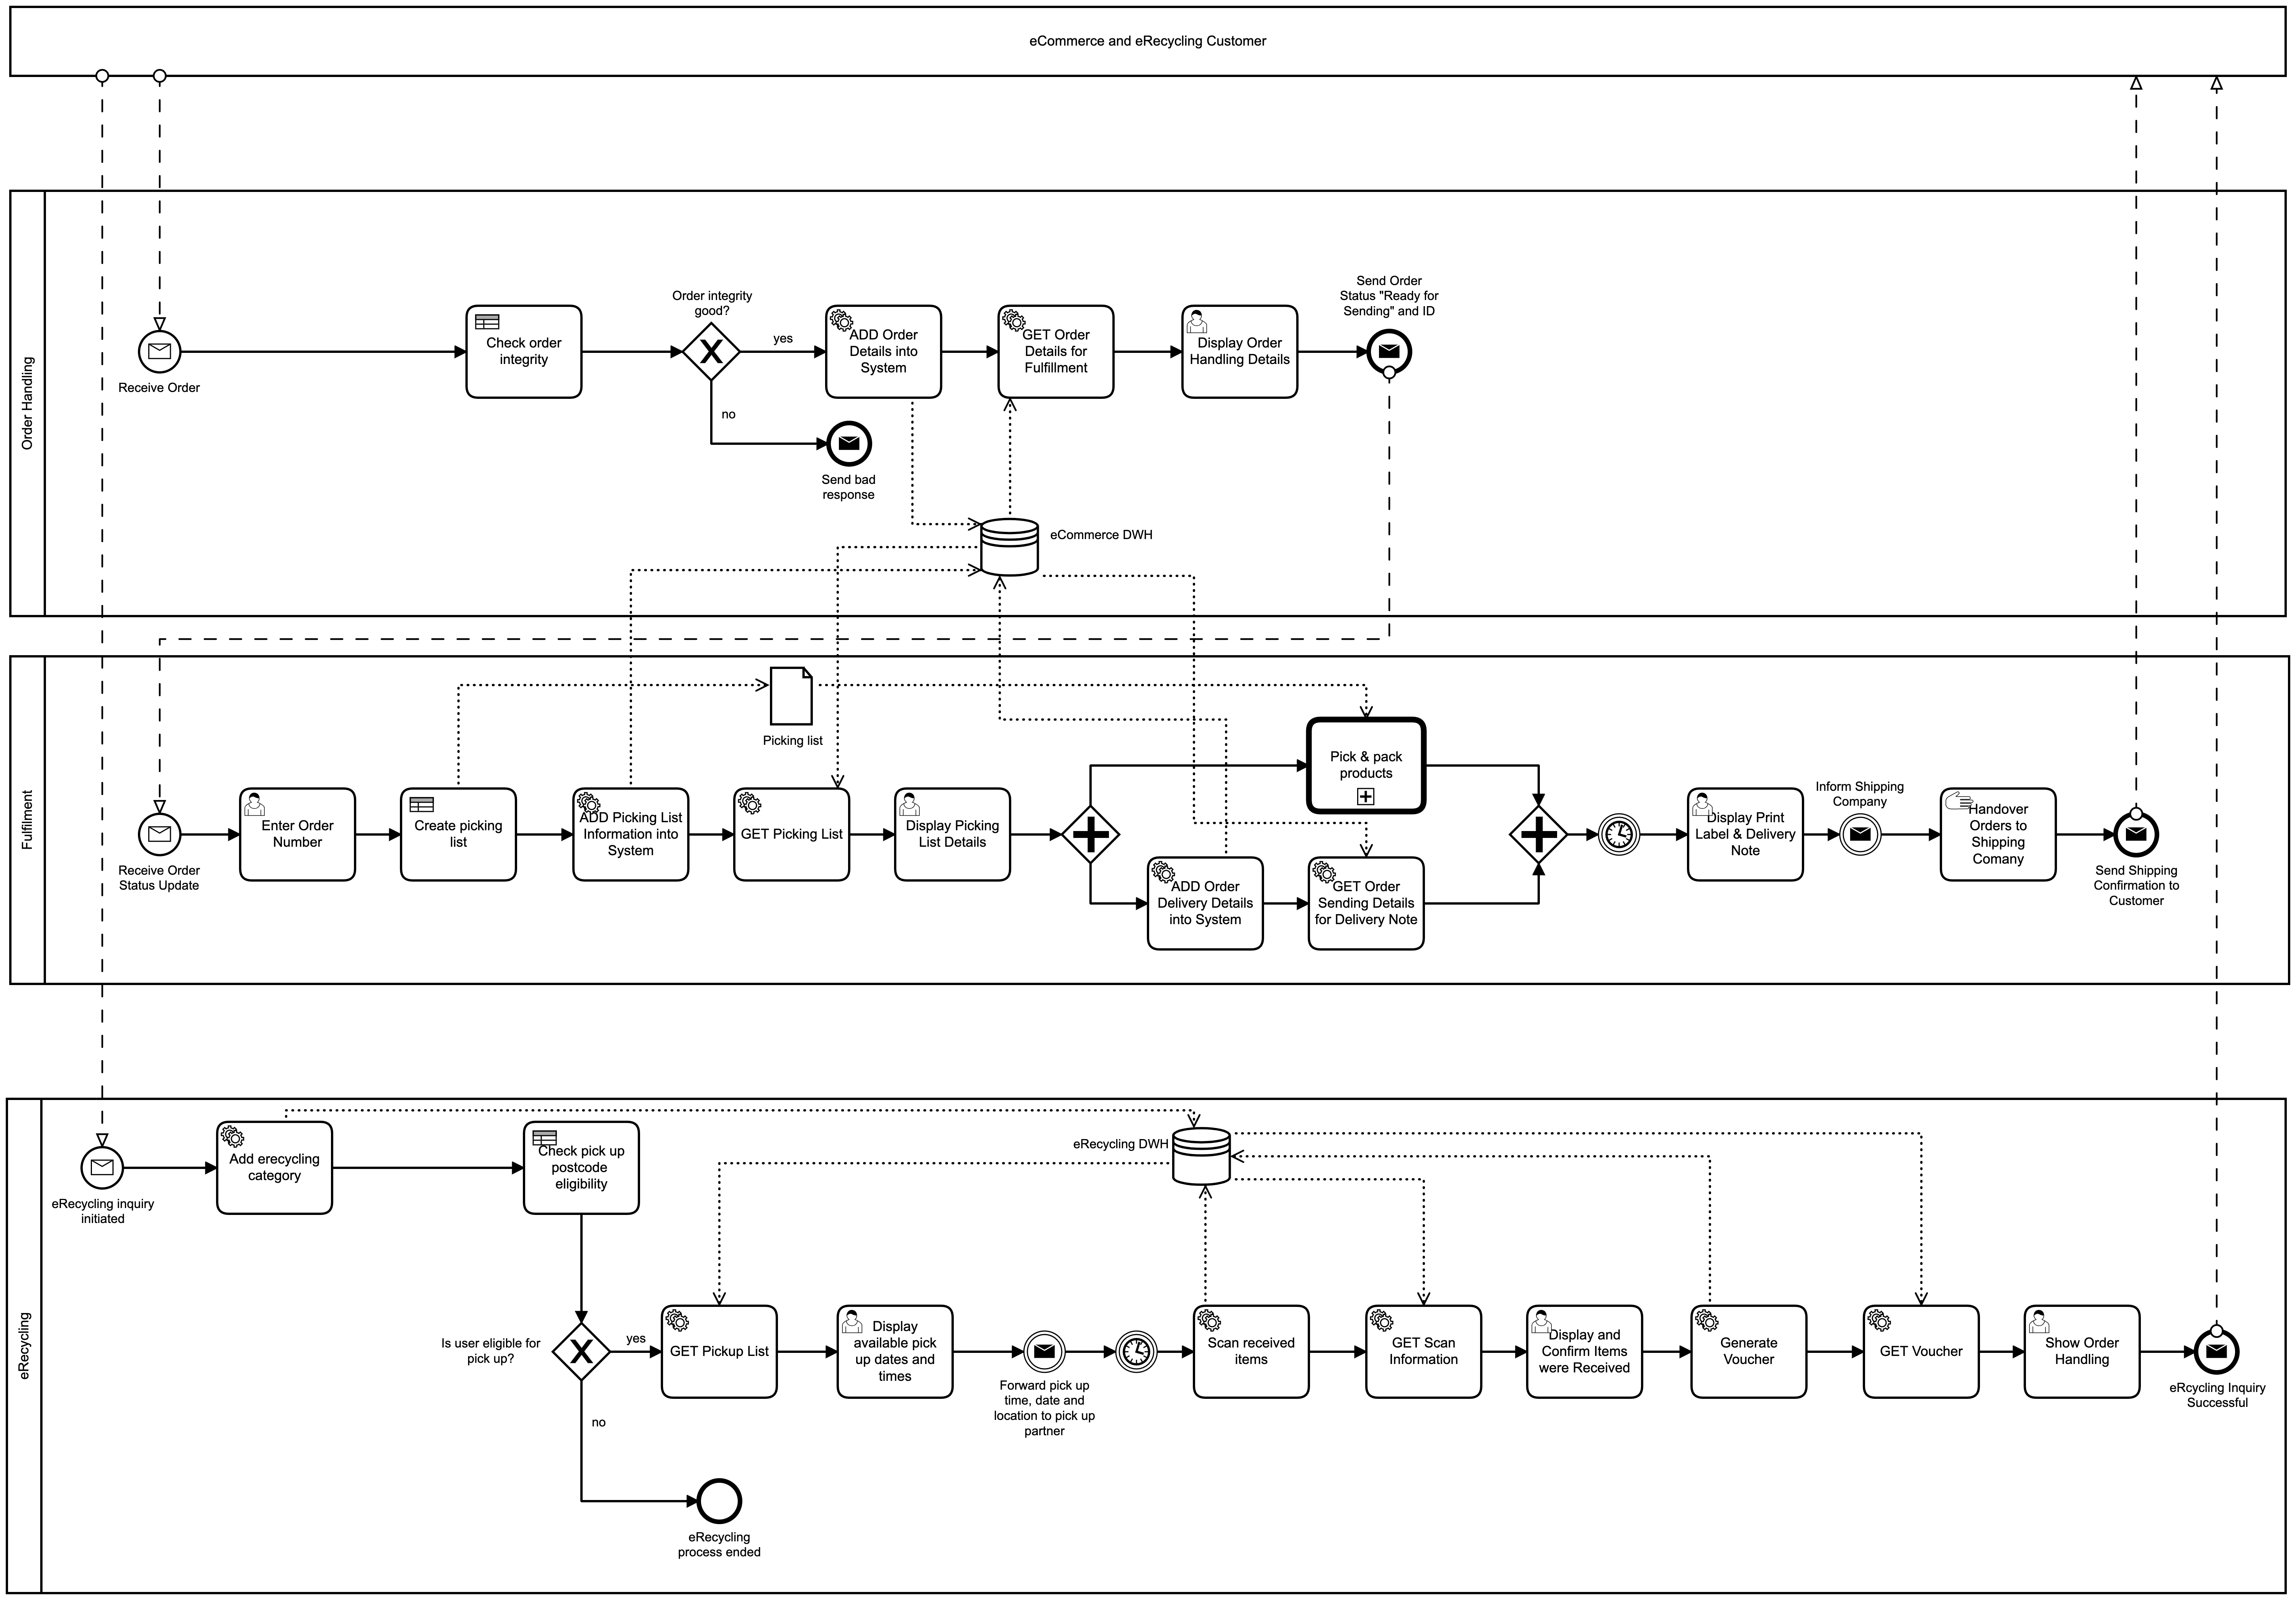 eCommerce and eRecycling Customer
Order Handling
Receive Order
Check order
integrity
Order integrity
good?
yes
no
Send bad
response
ADD Order
Details into
System
GET Order
Details for
Fulfillment
Display Order
Handling Details
Send Order
Status "Ready for
Sending" and ID
eCommerce DWH
Fulfilment
Receive Order
Status Update
Enter Order
Number
Create picking
list
Picking list
ADD Picking List
Information into
System
GET Picking List
Display Picking
List Details
Pick & pack
products
ADD Order
Delivery Details
into System
GET Order
Sending Details
for Delivery Note
Display Print
Label & Delivery
Note
Inform Shipping
Company
Handover
Orders to
Shipping
Comany
Send Shipping
Confirmation to
Customer
eRecycling
eRecycling inquiry
initiated
Add erecycling
category
Check pick up
postcode
eligibility
eRecycling DWH
Is user eligible for
pick up?
yes
no
eRecycling
process ended
GET Pickup List
Display
available pick
up dates and
times
Forward pick up
time, date and
location to pick up
partner
Scan received
items
GET Scan
Information
Display and
Confirm Items
were Received
Generate
Voucher
GET Voucher
Show Order
Handling
eRcycling Inquiry
Successful